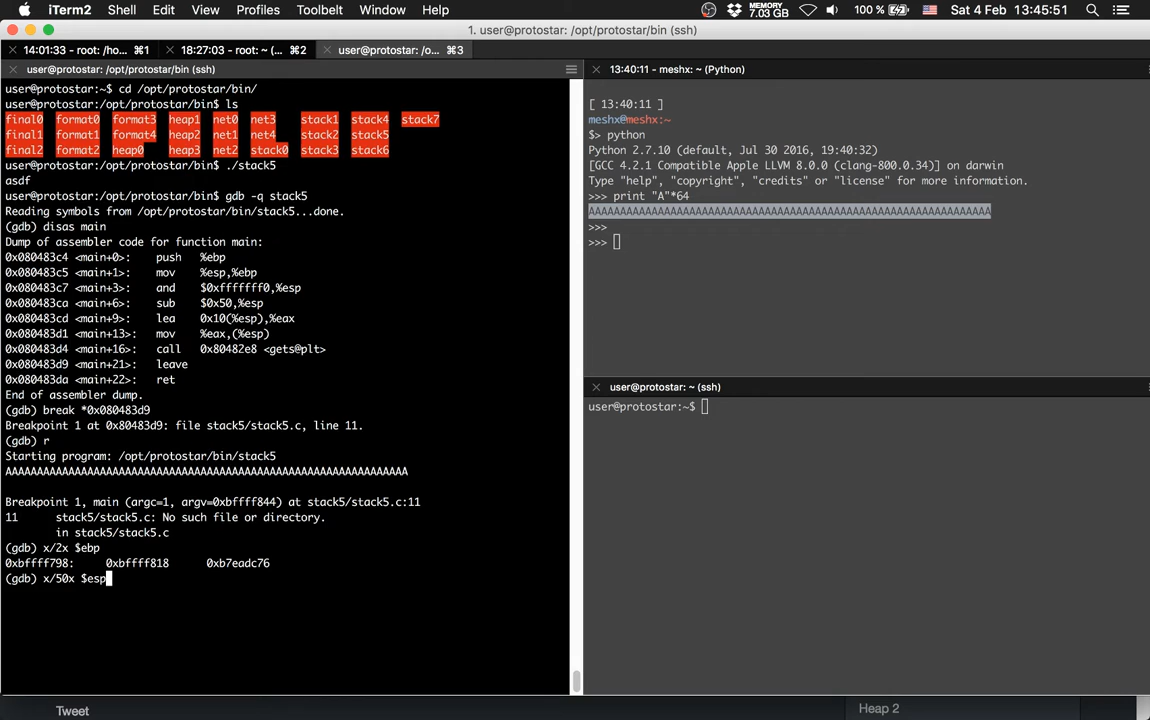 iTerm2 Shell Edit View Profiles Toolbelt Window Help MEMORY 7.03 GB 100 % Sat 4 Feb 13:45:51
1. user@protostar: /opt/protostar/bin (ssh)
14:01:33 - root: /ho... ⌘1 18:27:03 - root: ~ (... ⌘2 user@protostar: /o... ⌘3
user@protostar: /opt/protostar/bin (ssh)
user@protostar:~$ cd /opt/protostar/bin/
user@protostar:/opt/protostar/bin$ ls
final0 format0 format3 heap1 net0 net3 stack1 stack4 stack7
final1 format1 format4 heap2 net1 net4 stack2 stack5
final2 format2 heap0 heap3 net2 stack0 stack3 stack6
user@protostar:/opt/protostar/bin$ ./stack5
asdf
user@protostar:/opt/protostar/bin$ gdb -q stack5
Reading symbols from /opt/protostar/bin/stack5...done.
(gdb) disas main
Dump of assembler code for function main:
0x080483c4 <main+0>: push %ebp
0x080483c5 <main+1>: mov %esp,%ebp
0x080483c7 <main+3>: and $0xfffffff0,%esp
0x080483ca <main+6>: sub $0x50,%esp
0x080483cd <main+9>: lea 0x10(%esp),%eax
0x080483d1 <main+13>: mov %eax,(%esp)
0x080483d4 <main+16>: call 0x80482e8 <gets@plt>
0x080483d9 <main+21>: leave
0x080483da <main+22>: ret
End of assembler dump.
(gdb) break *0x080483d9
Breakpoint 1 at 0x80483d9: file stack5/stack5.c, line 11.
(gdb) r
Starting program: /opt/protostar/bin/stack5
AAAAAAAAAAAAAAAAAAAAAAAAAAAAAAAAAAAAAAAAAAAAAAAAAAAAAAAAAAAAAAAA
Breakpoint 1, main (argc=1, argv=0xbffff844) at stack5/stack5.c:11
11 stack5/stack5.c: No such file or directory.
in stack5/stack5.c
(gdb) x/2x $ebp
0xbffff798: 0xbffff818 0xb7eadc76
(gdb) x/50x $esp
13:40:11 - meshx: ~ (Python)
[ 13:40:11 ]
meshx@meshx:~
$> python
Python 2.7.10 (default, Jul 30 2016, 19:40:32)
[GCC 4.2.1 Compatible Apple LLVM 8.0.0 (clang-800.0.34)] on darwin
Type "help", "copyright", "credits" or "license" for more information.
>>> print "A"*64
AAAAAAAAAAAAAAAAAAAAAAAAAAAAAAAAAAAAAAAAAAAAAAAAAAAAAAAAAAAAAAAA
>>>
>>>
user@protostar: ~ (ssh)
user@protostar:~$
Tweet
Heap 2